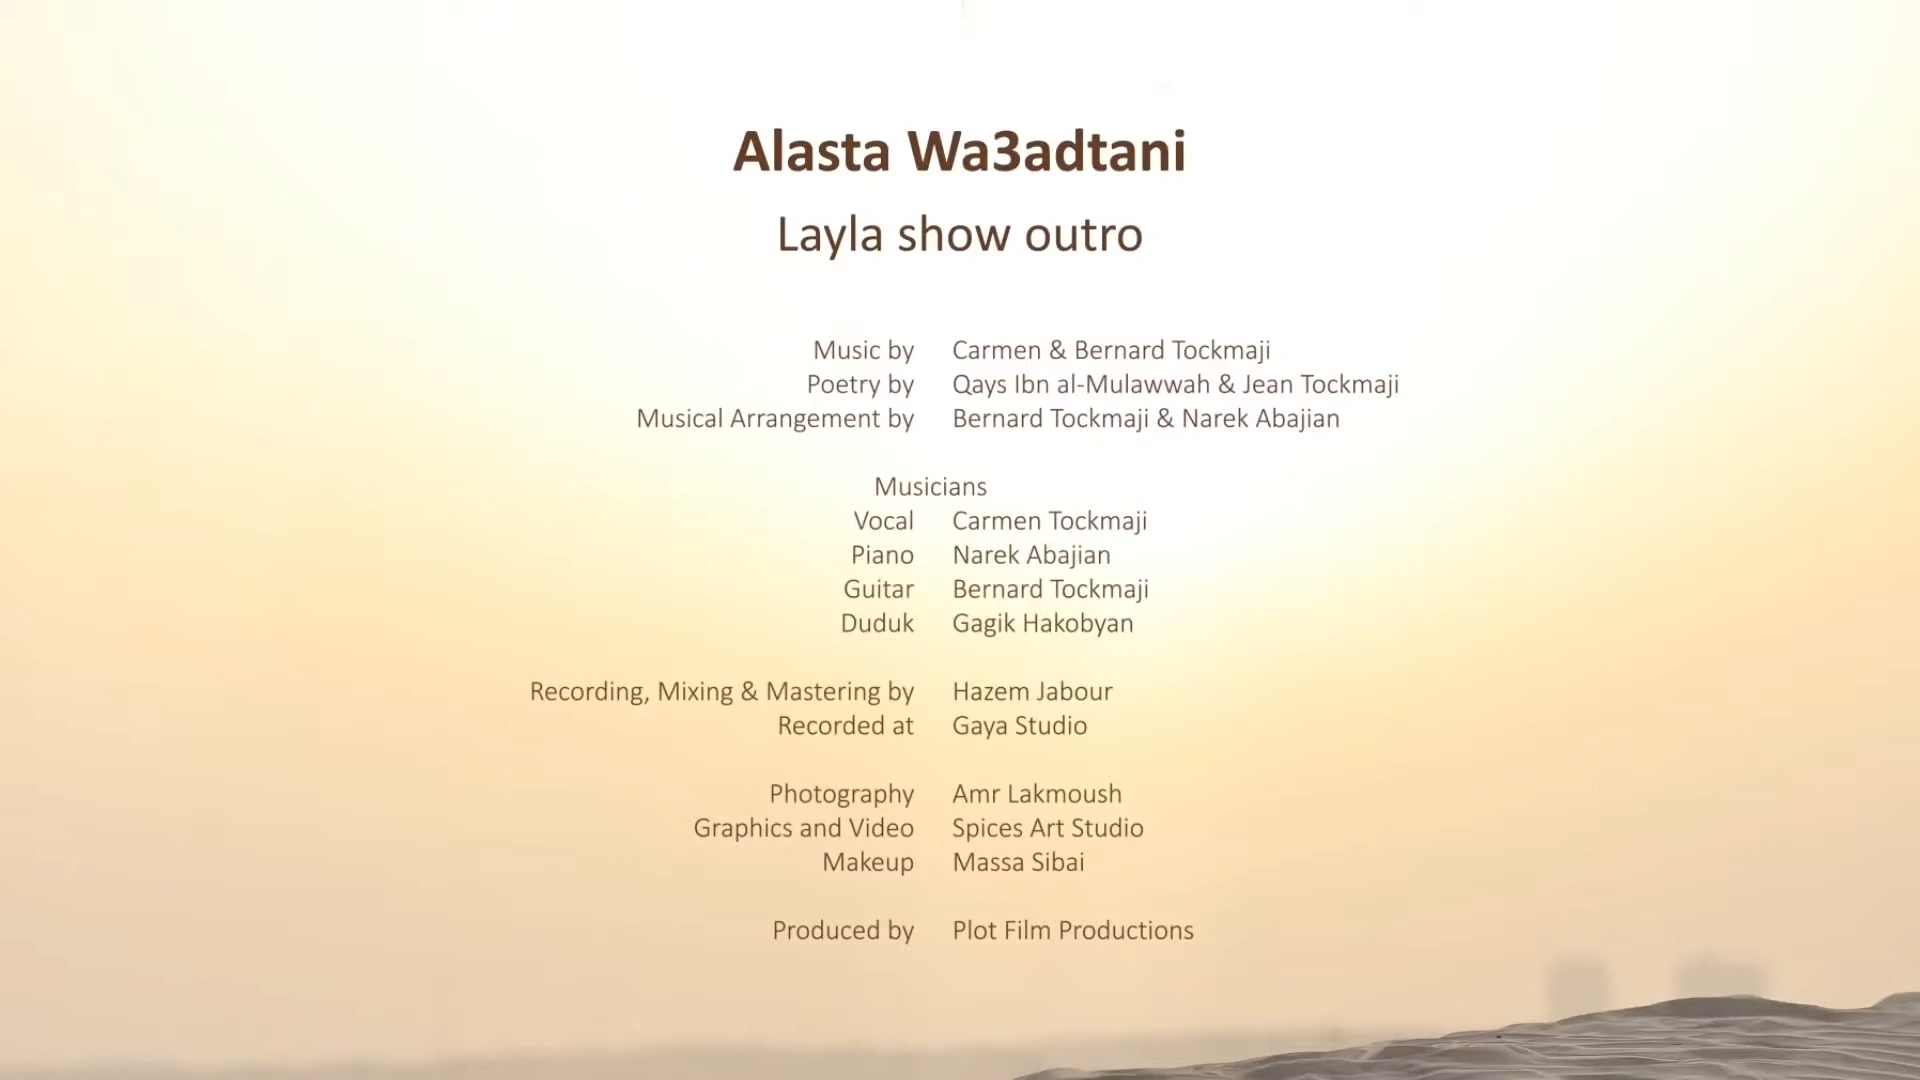 Alasta Wa3adtani
Layla show outro
Music by Carmen & Bernard Tockmaji
Poetry by Qays Ibn al-Mulawwah & Jean Tockmaji
Musical Arrangement by Bernard Tockmaji & Narek Abajian
Musicians
Vocal Carmen Tockmaji
Piano Narek Abajian
Guitar Bernard Tockmaji
Duduk Gagik Hakobyan
Recording, Mixing & Mastering by Hazem Jabour
Recorded at Gaya Studio
Photography Amr Lakmoush
Graphics and Video Spices Art Studio
Makeup Massa Sibai
Produced by Plot Film Productions